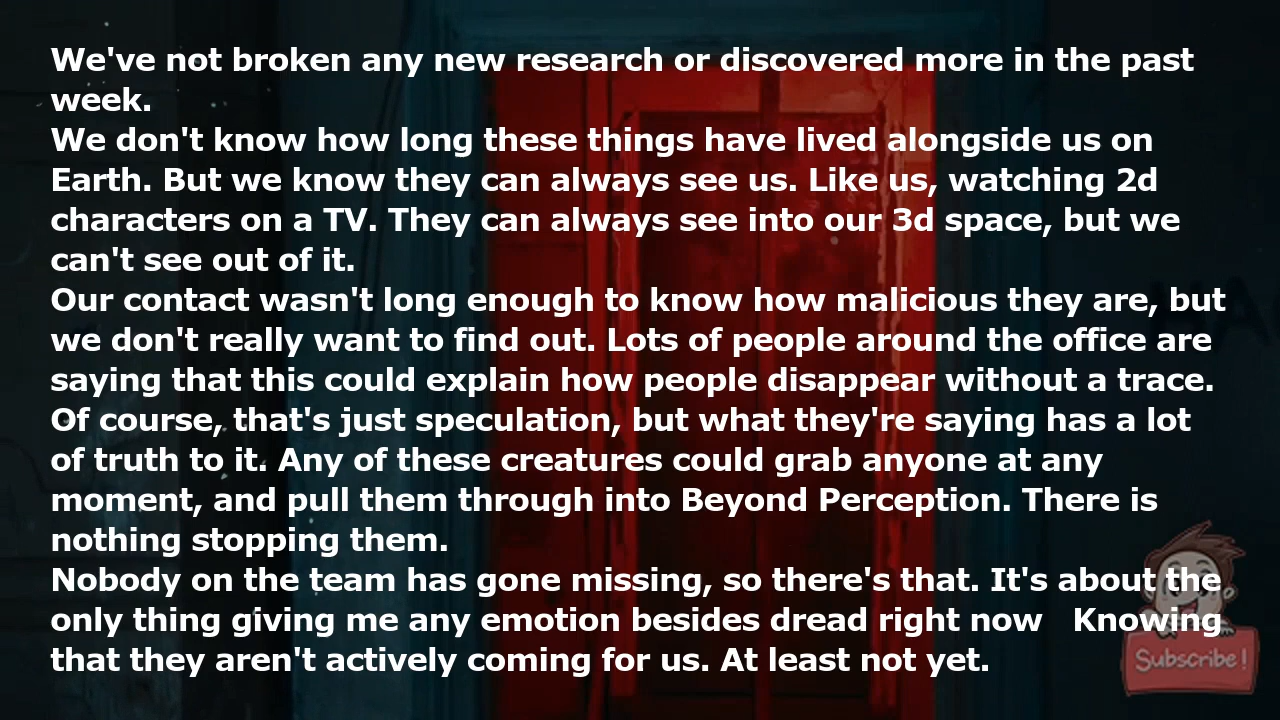 We've not broken any new research or discovered more in the past
week.
We don't know how long these things have lived alongside us on
Earth. But we know they can always see us. Like us, watching 2d
characters on a TV. They can always see into our 3d space, but we
can't see out of it.
Our contact wasn't long enough to know how malicious they are, but
we don't really want to find out. Lots of people around the office are
saying that this could explain how people disappear without a trace.
Of course, that's just speculation, but what they're saying has a lot
of truth to it. Any of these creatures could grab anyone at any
moment, and pull them through into Beyond Perception. There is
nothing stopping them.
Nobody on the team has gone missing, so there's that. It's about the
only thing giving me any emotion besides dread right now   Knowing
that they aren't actively coming for us. At least not yet.
Subscribe!